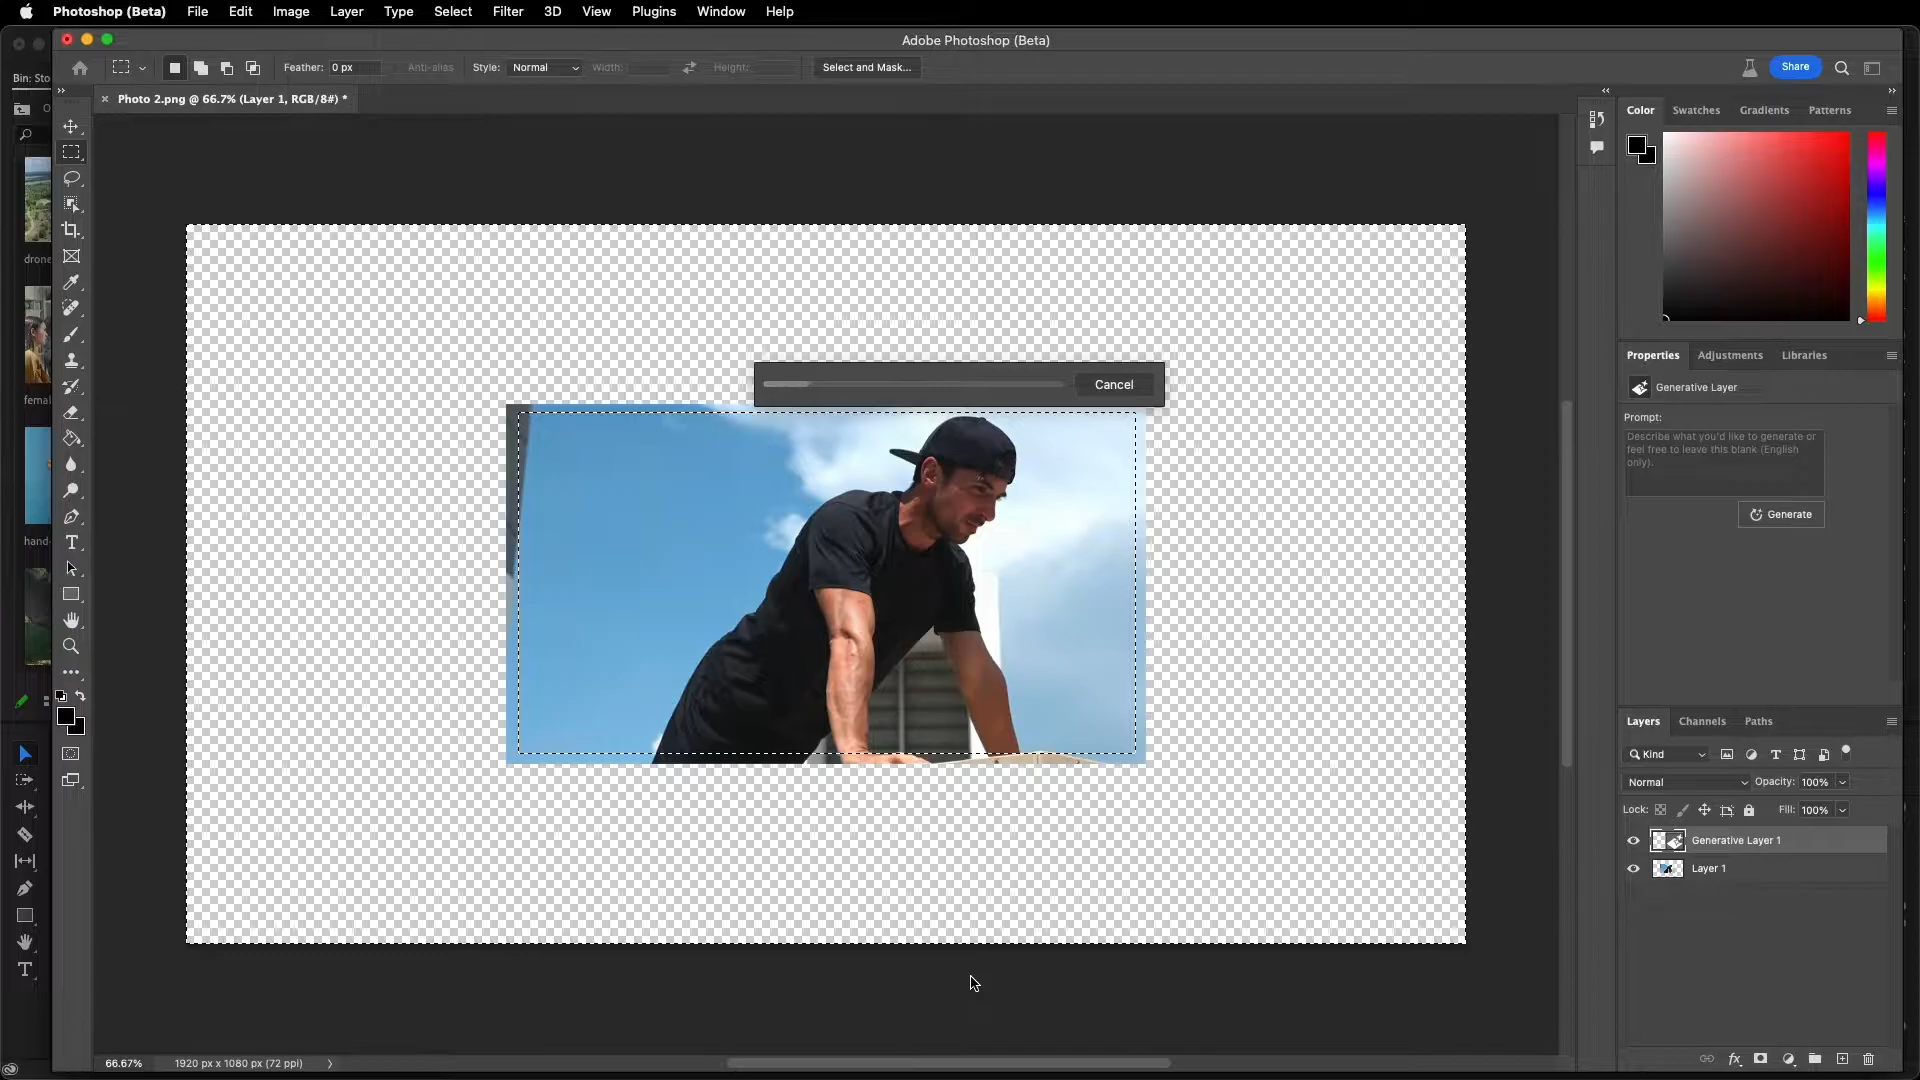 Photoshop (Beta) File Edit Image Layer Type Select Filter 3D View Plugins Window Help
Adobe Photoshop (Beta)
Bin: Sto
Feather: 0 px Anti-alias Style: Normal Width: Height: Select and Mask... Share
Photo 2.png @ 66.7% (Layer 1, RGB/8#) *
Color Swatches Gradients Patterns
drone
femal
hand-
Cancel
Properties Adjustments Libraries
Generative Layer
Prompt:
Describe what you'd like to generate or
feel free to leave this blank (English
only).
Generate
Layers Channels Paths
Kind
Normal Opacity: 100%
Lock: Fill: 100%
Generative Layer 1
Layer 1
66.67% 1920 px x 1080 px (72 ppi)